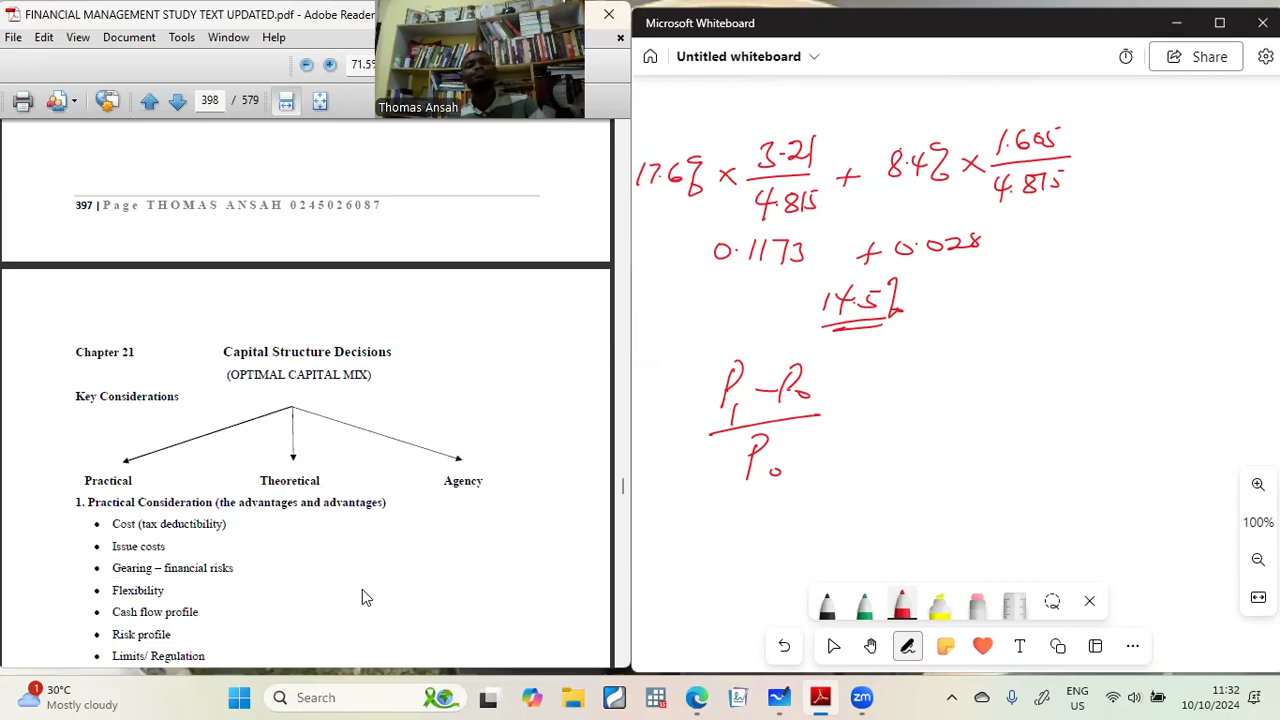 FINANCIAL MANAGEMENT STUDY TEXT UPDATED.pdf - Adobe Reader
File Edit View Document Tools Window Help
71.5%
398 / 579
Thomas Ansah
397 | Page THOMAS ANSAH 0245026087
Chapter 21 Capital Structure Decisions
(OPTIMAL CAPITAL MIX)
Key Considerations
Practical Theoretical Agency
1. Practical Consideration (the advantages and advantages)
• Cost (tax deductibility)
• Issue costs
• Gearing – financial risks
• Flexibility
• Cash flow profile
• Risk profile
• Limits/ Regulation
Microsoft Whiteboard
Untitled whiteboard
Share
17.6% × 3.21 / 4.815 + 8.4% × 1.605 / 4.815
0.1173 + 0.028
14.5%
P1 - P0
P0
100%
T
1
30°C
Mostly cloudy
Search
zm
ENG
US
11:32
10/10/2024